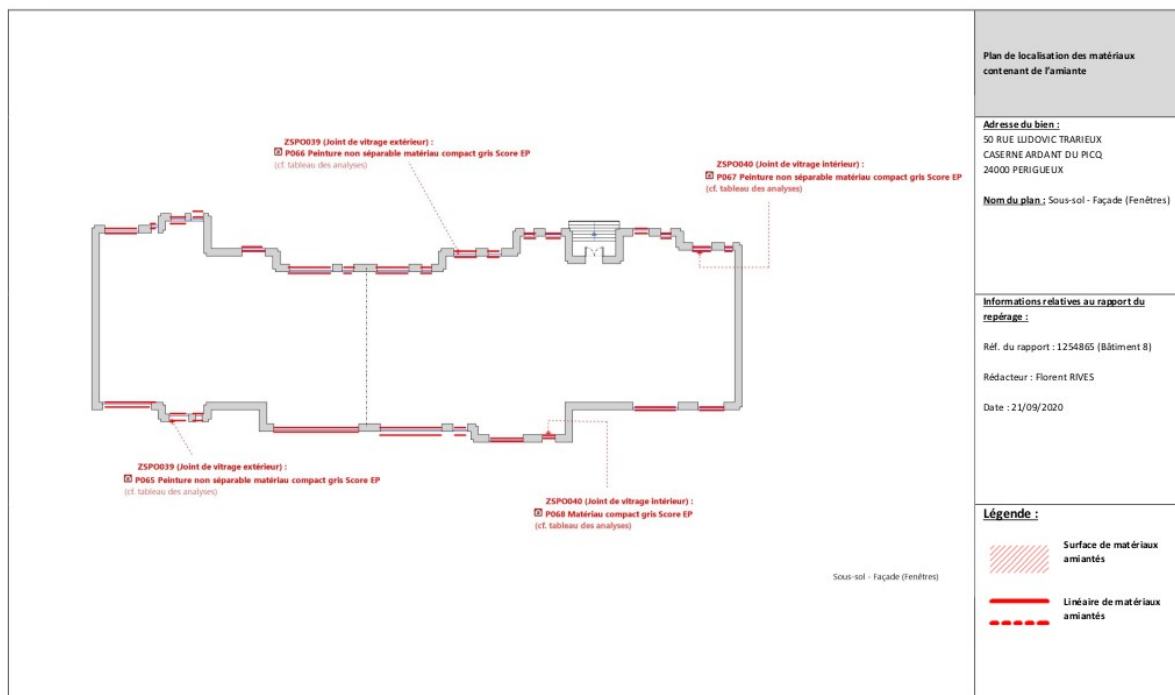 ZSPO039 (Joint de vitrage extérieur) :
P066 Peinture non séparable matériau compact gris Score EP
(cf. tableau des analyses)
ZSPO040 (Joint de vitrage intérieur) :
P067 Peinture non séparable matériau compact gris Score EP
(cf. tableau des analyses)
ZSPO039 (Joint de vitrage extérieur) :
P065 Peinture non séparable matériau compact gris Score EP
(cf. tableau des analyses)
ZSPO040 (Joint de vitrage intérieur) :
P068 Matériau compact gris Score EP
(cf. tableau des analyses)
Sous-sol - Façade (Fenêtres)
Plan de localisation des matériaux
contenant de l'amiante
Adresse du bien :
50 RUE LUDOVIC TRARIEUX
CASERNE ARDANT DU PICQ
24000 PERIGUEUX
Nom du plan : Sous-sol - Façade (Fenêtres)
Informations relatives au rapport du
repérage :
Réf. du rapport : 1254865 (Bâtiment 8)
Rédacteur : Florent RIVES
Date : 21/09/2020
Légende :
Surface de matériaux
amiantés
Linéaire de matériaux
amiantés